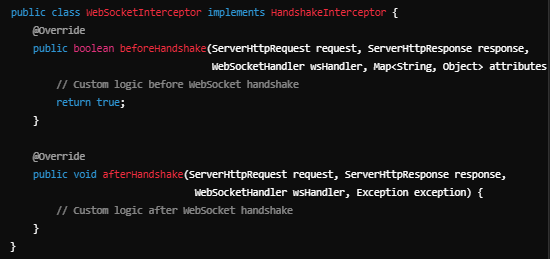 public class WebSocketInterceptor implements HandshakeInterceptor {
    @Override
    public boolean beforeHandshake(ServerHttpRequest request, ServerHttpResponse response,
                                   WebSocketHandler wsHandler, Map<String, Object> attributes
        // Custom logic before WebSocket handshake
        return true;
    }

    @Override
    public void afterHandshake(ServerHttpRequest request, ServerHttpResponse response,
                               WebSocketHandler wsHandler, Exception exception) {
        // Custom logic after WebSocket handshake
    }
}